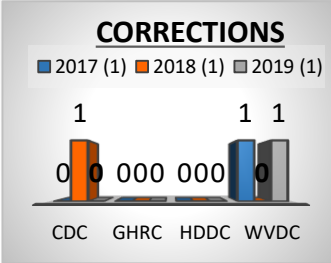 CORRECTIONS
2017 (1) 2018 (1) 2019 (1)
1 1 1
0 0 000 000 0
CDC GHRC HDDC WVDC